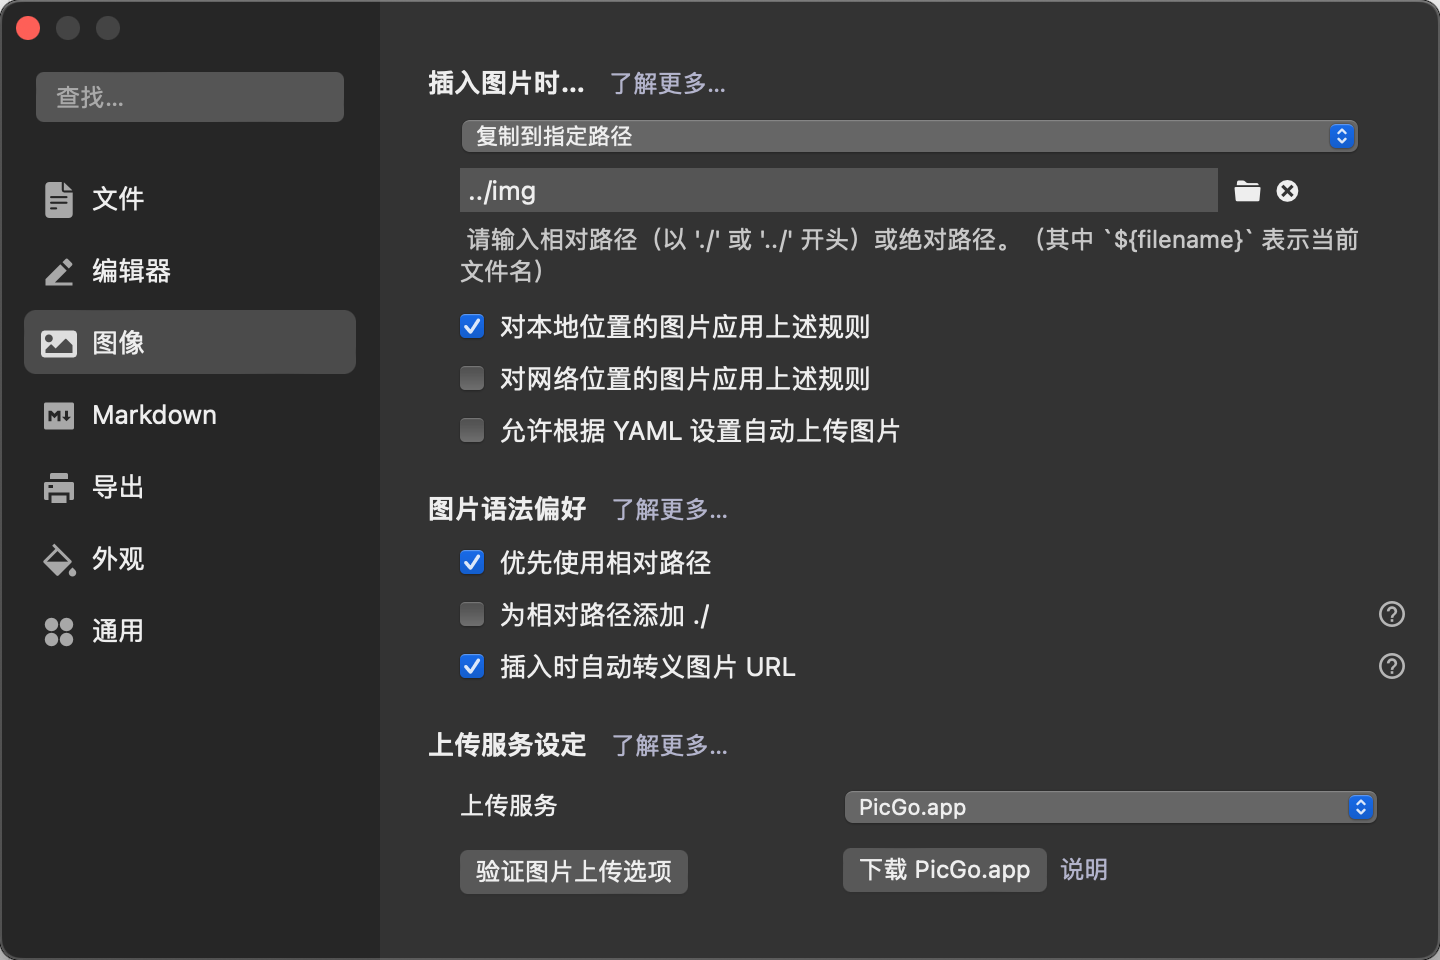 查找...
文件
编辑器
图像
Markdown
导出
外观
通用
插入图片时... 了解更多...
复制到指定路径
../img
请输入相对路径（以 './' 或 '../' 开头）或绝对路径。（其中 `${filename}` 表示当前
文件名）
对本地位置的图片应用上述规则
对网络位置的图片应用上述规则
允许根据 YAML 设置自动上传图片
图片语法偏好 了解更多...
优先使用相对路径
为相对路径添加 ./
插入时自动转义图片 URL
上传服务设定 了解更多...
上传服务 PicGo.app
验证图片上传选项 下载 PicGo.app 说明